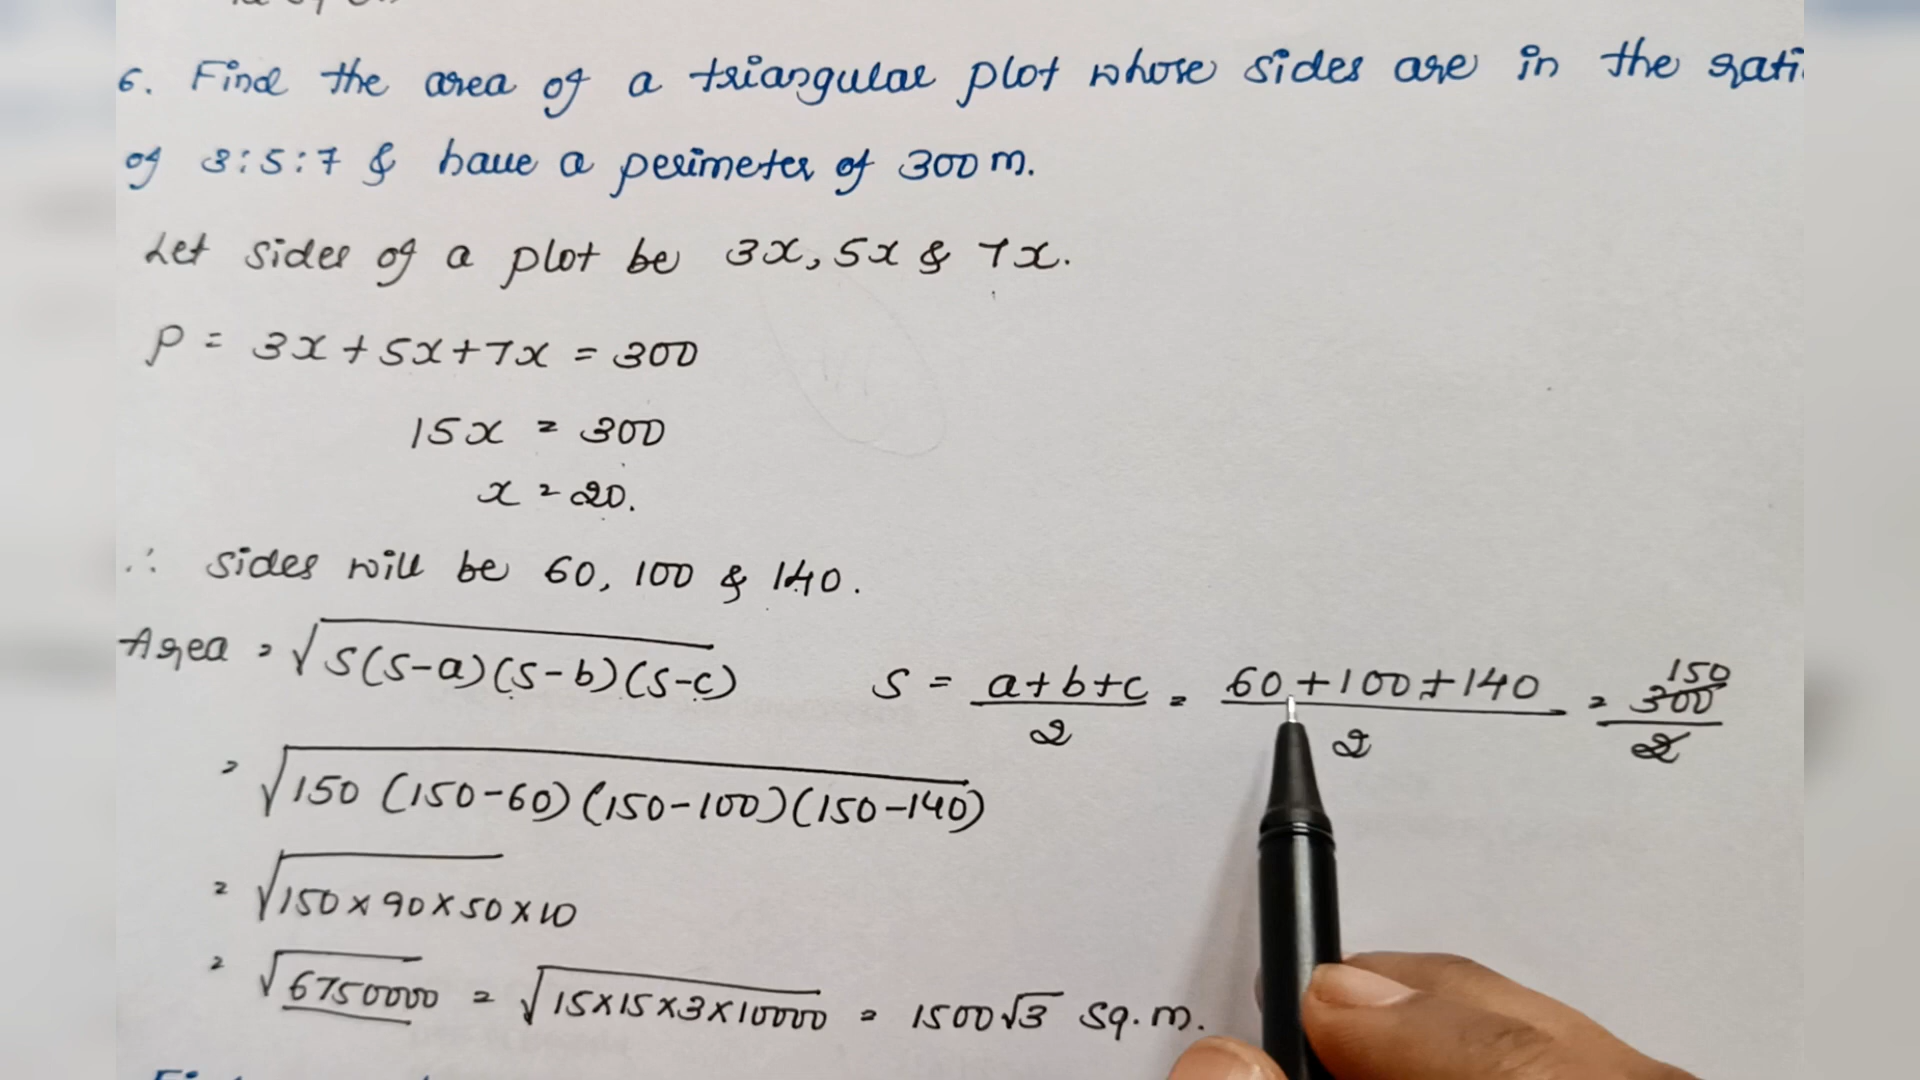 6. Find the area of a triangular plot whose sides are in the rati
of 3:5:7 & have a perimeter of 300 m.
Let sides of a plot be 3x, 5x & 7x.
P = 3x + 5x + 7x = 300
15x = 300
x = 20.
∴ sides will be 60, 100 & 140.
Area = √S(S-a)(S-b)(S-c) S = a+b+c/2 = 60+100+140/2 = 300/2 150
= √150 (150-60)(150-100)(150-140)
= √150×90×50×10
= √6750000 = √15×15×3×10000 = 1500√3 sq.m.